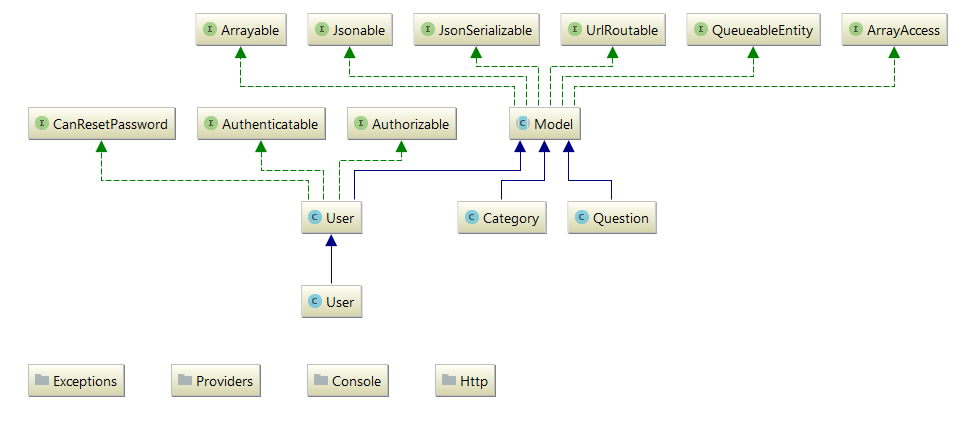 Arrayable
Jsonable
JsonSerializable
UrlRoutable
QueueableEntity
ArrayAccess
CanResetPassword
Authenticatable
Authorizable
Model
User
Category
Question
User
Exceptions
Providers
Console
Http